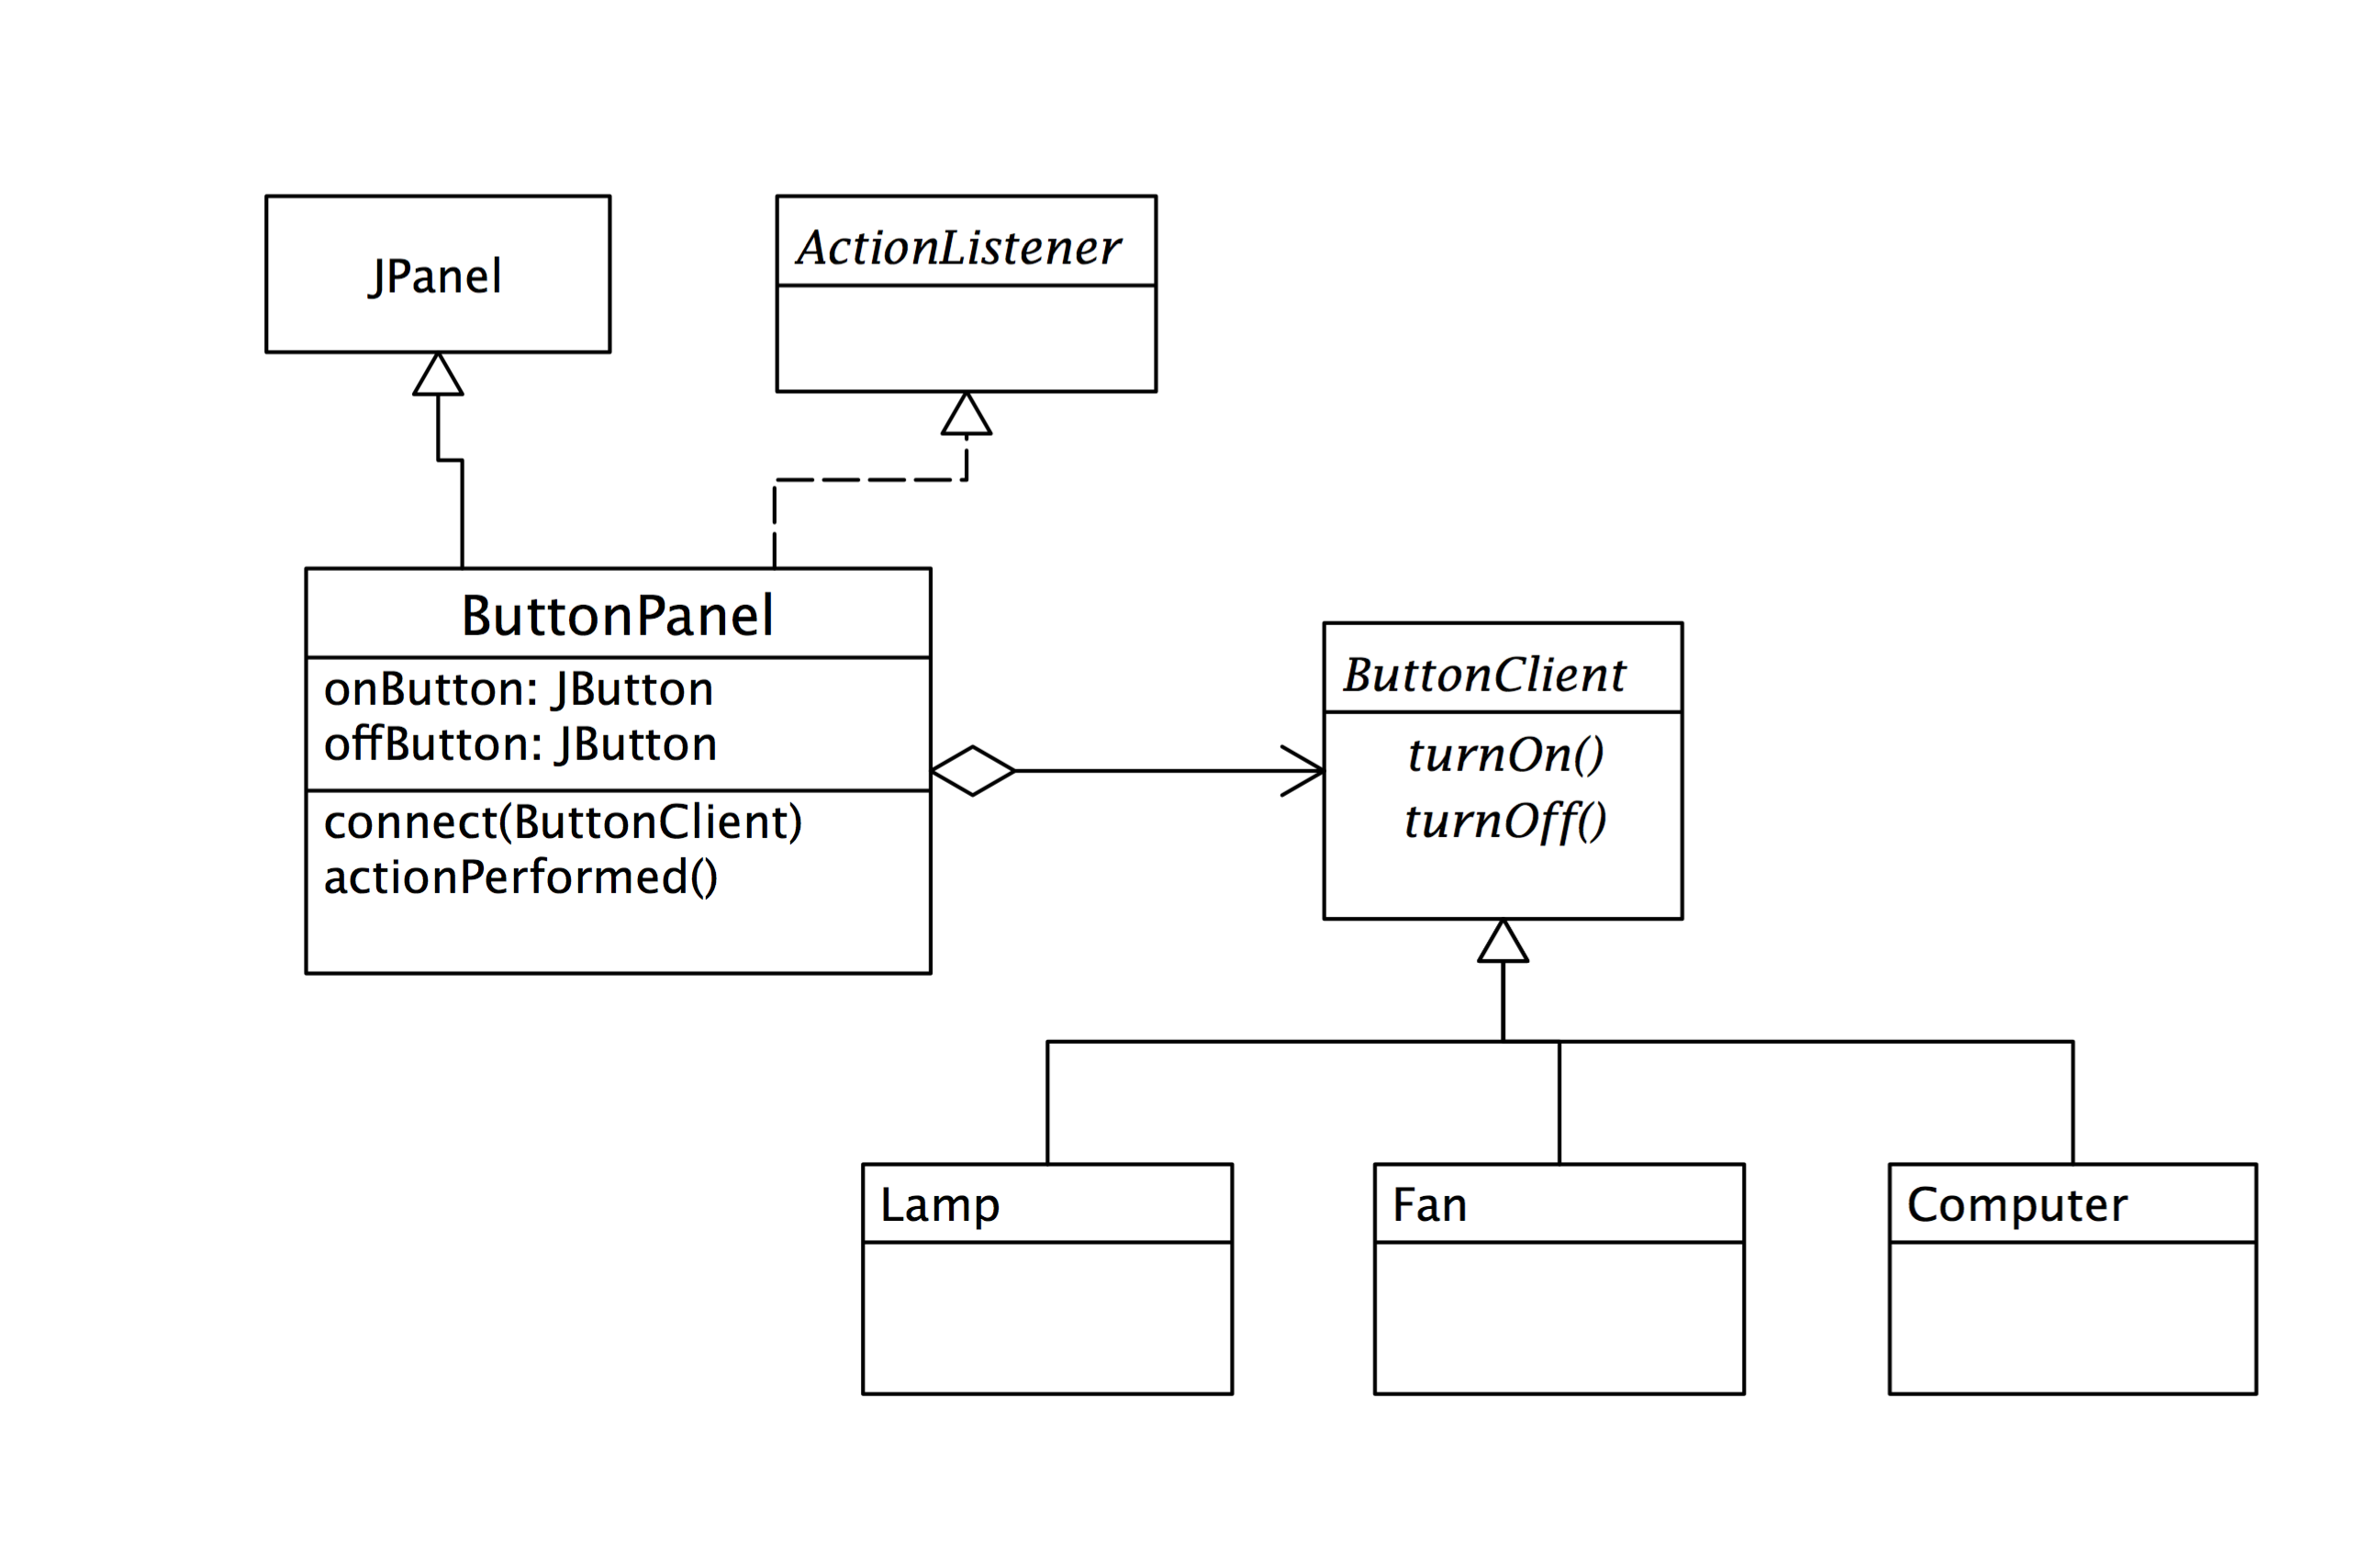 JPanel
ActionListener
ButtonPanel
onButton: JButton
offButton: JButton
connect(ButtonClient)
actionPerformed()
ButtonClient
turnOn()
turnOff()
Lamp
Fan
Computer